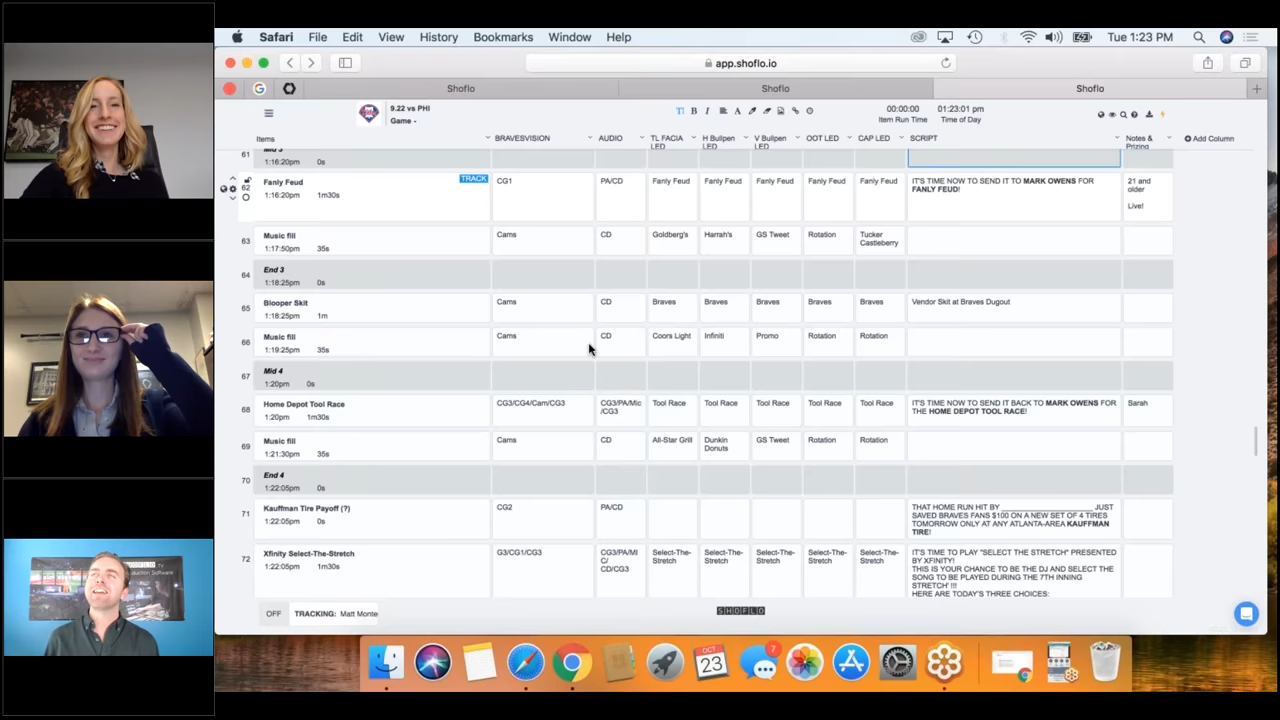 Safari File Edit View History Bookmarks Window Help
Tue 1:23 PM
app.shoflo.io
Shoflo Shoflo Shoflo
9.22 vs PHI
Game
00:00:00
Item Run Time
01:23:01 pm
Time of Day
Items BRAVESVISION AUDIO TL FACIA LED H Bullpen LED V Bullpen LED OOT LED CAP LED SCRIPT Notes & Prizing Add Column
61 Mid 3
1:16:20pm 0s
62 Fanly Feud TRACK CG1 PA/CD Fanly Feud Fanly Feud Fanly Feud Fanly Feud Fanly Feud IT'S TIME NOW TO SEND IT TO MARK OWENS FOR 21 and
FANLY FEUD! older
1:16:20pm 1m30s
Live!
63 Music fill Cams CD Goldberg's Harrah's GS Tweet Rotation Tucker
Castleberry
1:17:50pm 35s
64 End 3
1:18:25pm 0s
65 Blooper Skit Cams CD Braves Braves Braves Braves Braves Vendor Skit at Braves Dugout
1:18:25pm 1m
66 Music fill Cams CD Coors Light Infiniti Promo Rotation Rotation
1:19:25pm 35s
67 Mid 4
1:20pm 0s
68 Home Depot Tool Race CG3/CG4/Cam/CG3 CG3/PA/Mic Tool Race Tool Race Tool Race Tool Race Tool Race IT'S TIME NOW TO SEND IT BACK TO MARK OWENS FOR Sarah
/CG3 THE HOME DEPOT TOOL RACE!
1:20pm 1m30s
69 Music fill Cams CD All-Star Grill Dunkin GS Tweet Rotation Rotation
Donuts
1:21:30pm 35s
70 End 4
1:22:05pm 0s
71 Kauffman Tire Payoff (?) CG2 PA/CD THAT HOME RUN HIT BY ____________________ JUST
SAVED BRAVES FANS $100 ON A NEW SET OF 4 TIRES
1:22:05pm 0s TOMORROW ONLY AT ANY ATLANTA-AREA KAUFFMAN
TIRE!
72 Xfinity Select-The-Stretch G3/CG1/CG3 CG3/PA/MI Select-The- Select-The- Select-The- Select-The- Select-The- IT'S TIME TO PLAY "SELECT THE STRETCH" PRESENTED
C/ Stretch Stretch Stretch Stretch Stretch BY XFINITY!
CD/CG3 THIS IS YOUR CHANCE TO BE THE DJ AND SELECT THE
1:22:05pm 1m30s SONG TO BE PLAYED DURING THE 7TH INNING
STRETCH' !!!
HERE ARE TODAY'S THREE CHOICES:
OFF TRACKING: Matt Monte
SHOFLO
OCT
23
7